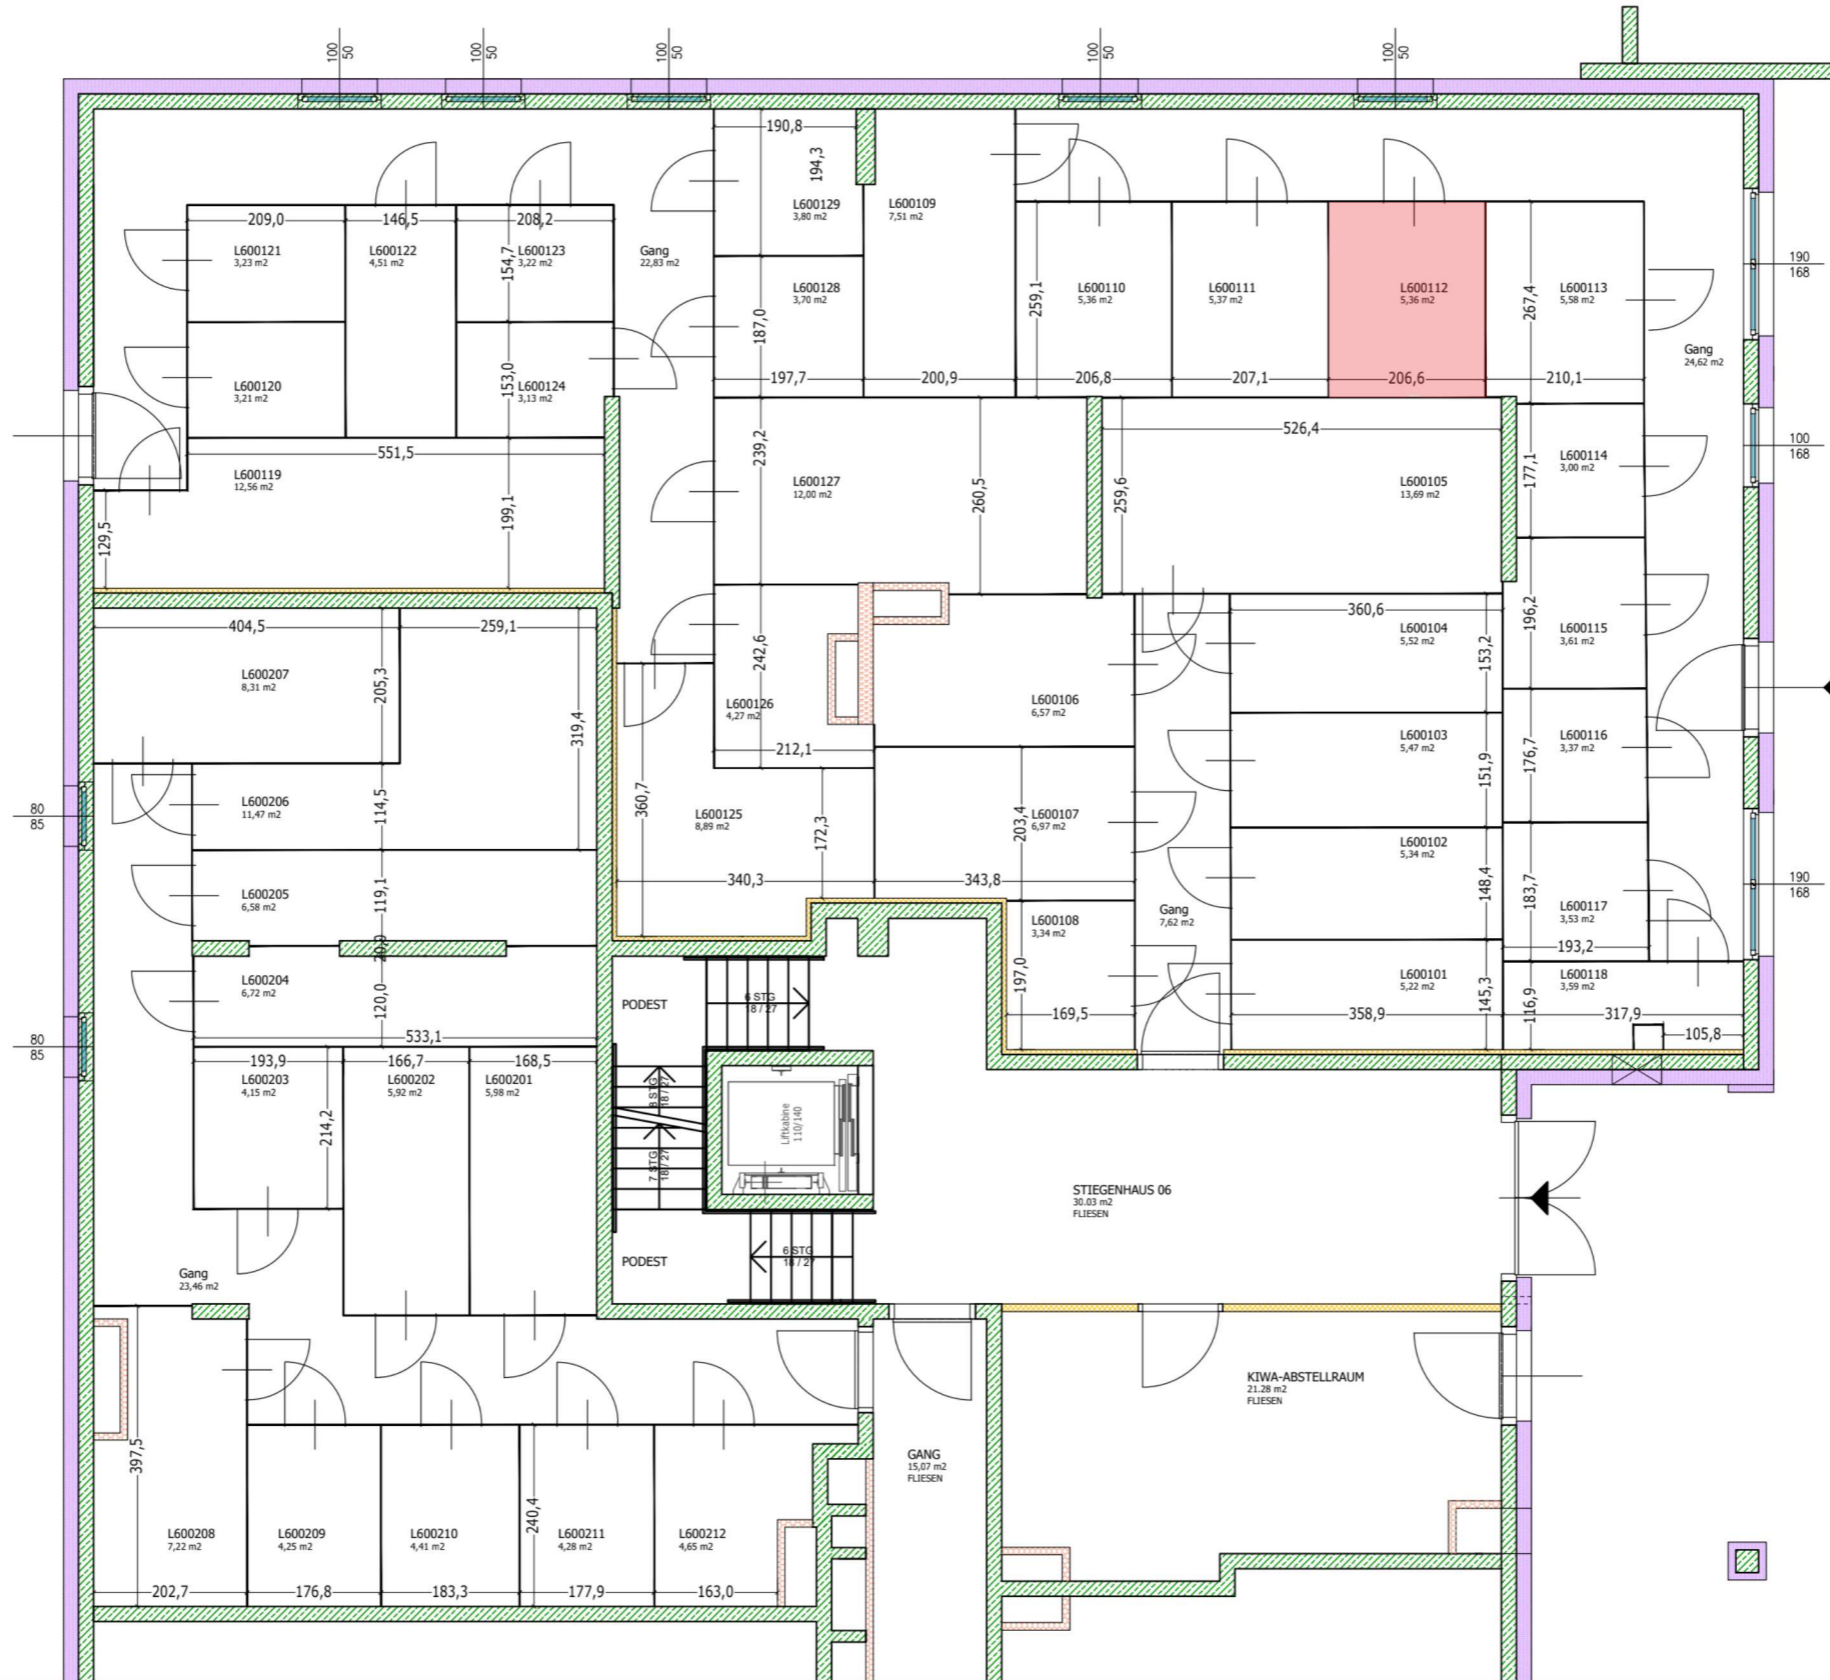 100
50
100
50
100
50
100
50
100
50
190,8
194,3
L600129
3,80 m2
L600109
7,51 m2
209,0
146,5
208,2
L600121
3,23 m2
L600122
4,51 m2
154,7
L600123
3,22 m2
Gang
22,83 m2
L600128
3,70 m2
187,0
259,1
L600110
5,36 m2
L600111
5,37 m2
L600112
5,36 m2
267,4
L600113
5,58 m2
190
168
Gang
24,62 m2
L600120
3,21 m2
153,0
L600124
3,13 m2
197,7
200,9
206,8
207,1
206,6
210,1
551,5
239,2
526,4
100
168
L600119
12,56 m2
129,5
199,1
L600127
12,00 m2
260,5
259,6
L600105
13,69 m2
177,1
L600114
3,00 m2
404,5
259,1
242,6
360,6
L600104
5,52 m2
153,2
196,2
L600115
3,61 m2
L600207
8,31 m2
205,3
319,4
L600126
4,27 m2
212,1
L600106
6,57 m2
L600103
5,47 m2
151,9
176,7
L600116
3,37 m2
80
85
L600206
11,47 m2
114,5
360,7
L600125
8,89 m2
172,3
203,4
L600107
6,97 m2
L600102
5,34 m2
148,4
340,3
343,8
190
168
L600205
6,58 m2
119,1
183,7
L600117
3,53 m2
193,2
L600108
3,34 m2
Gang
7,62 m2
L600204
6,72 m2
120,0
533,1
PODEST
6 STG
18 / 27
197,0
169,5
L600101
5,22 m2
145,3
358,9
116,9
L600118
3,59 m2
317,9
105,8
80
85
193,9
166,7
168,5
L600203
4,15 m2
L600202
5,92 m2
L600201
5,98 m2
214,2
8 STG
18 / 27
7 STG
18 / 27
Liftkabine
110/140
STIEGENHAUS 06
30.03 m2
FLIESEN
PODEST
6 STG
18 / 27
Gang
23,46 m2
KIWA-ABSTELLRAUM
21.28 m2
FLIESEN
397,5
GANG
15,07 m2
FLIESEN
L600208
7,22 m2
L600209
4,25 m2
L600210
4,41 m2
240,4
L600211
4,28 m2
L600212
4,65 m2
202,7
176,8
183,3
177,9
163,0